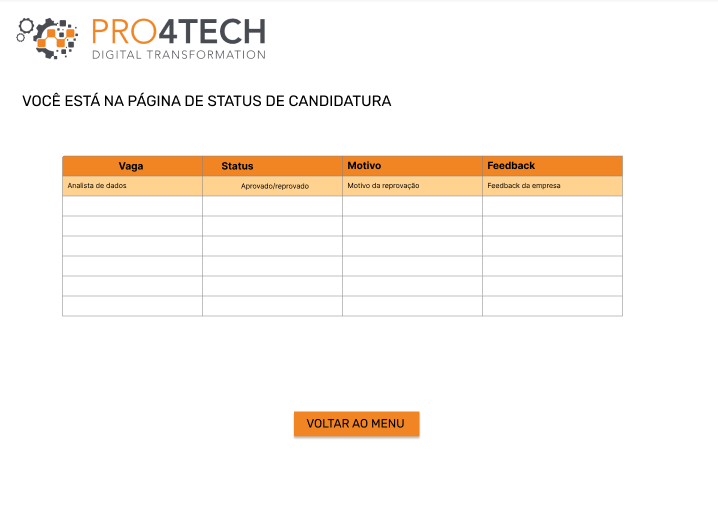 PRO4TECH
DIGITAL TRANSFORMATION
VOCÊ ESTÁ NA PÁGINA DE STATUS DE CANDIDATURA
Vaga Status Motivo Feedback
Analista de dados Aprovado/reprovado Motivo da reprovação Feedback da empresa
VOLTAR AO MENU